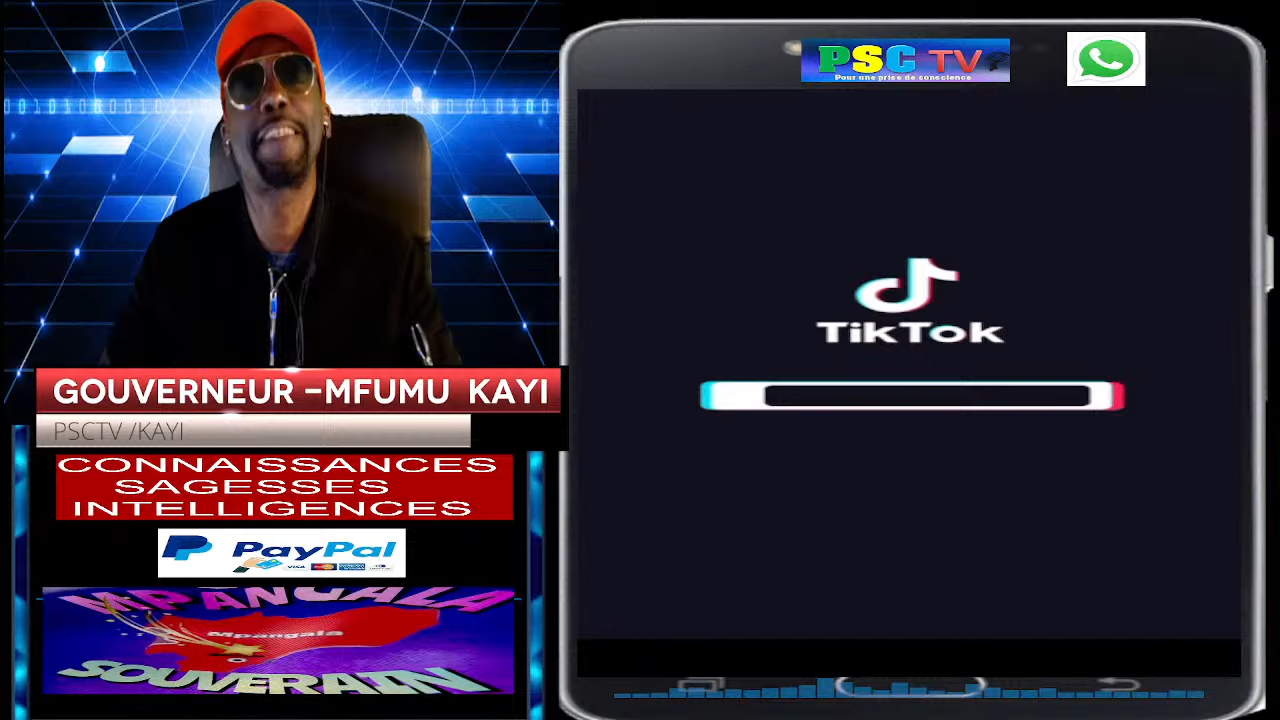 GOUVERNEUR -MFUMU KAYI
PSCTV /KAYI
CONNAISSANCES
SAGESSES
INTELLIGENCES
PayPal
VISA
MPANGALA
Mpangala
SOUVERAIN
PSC TV
Pour une prise de conscience
TikTok